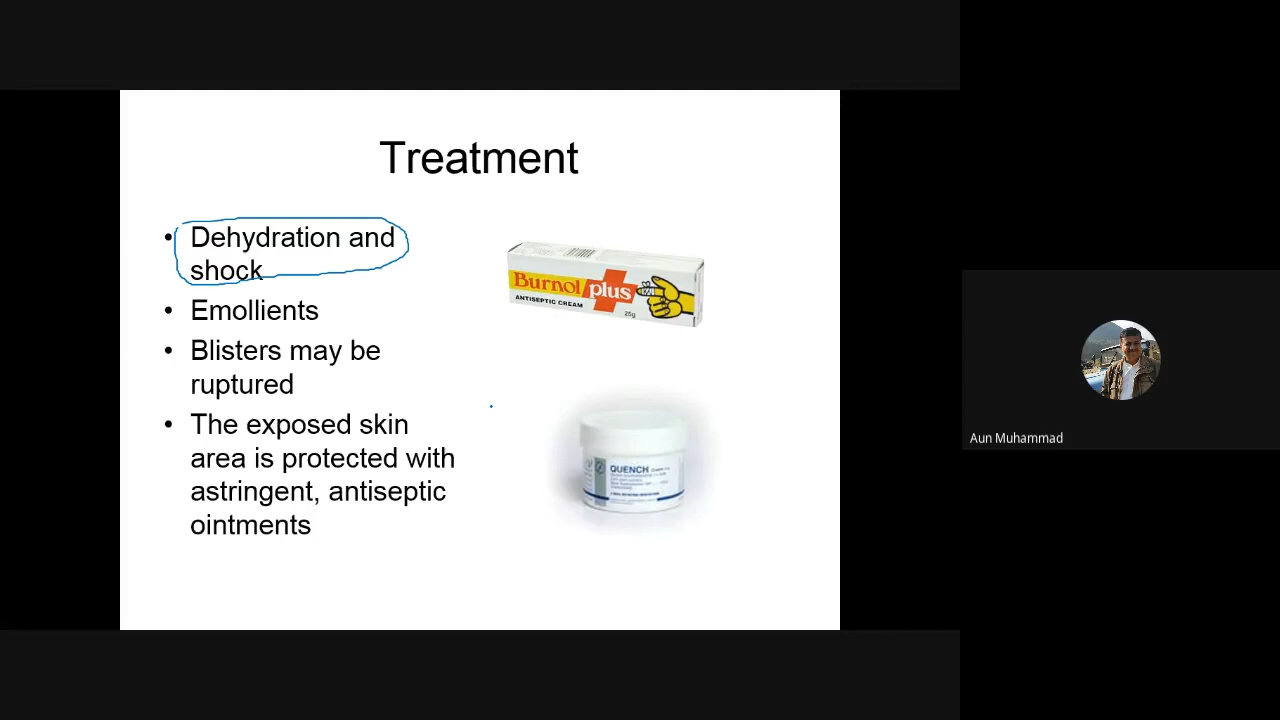 Treatment
• Dehydration and
shock
• Emollients
• Blisters may be
ruptured
• The exposed skin
area is protected with
astringent, antiseptic
ointments
Burnol plus
ANTISEPTIC CREAM
25g
QUENCH
Aun Muhammad